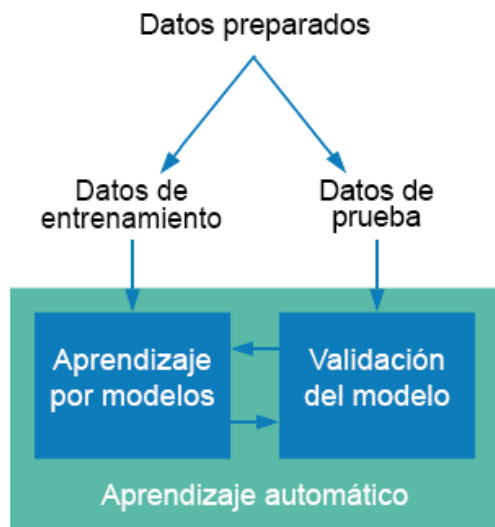 Datos preparados
Datos de
entrenamiento
Datos de
prueba
Aprendizaje
por modelos
Validación
del modelo
Aprendizaje automático